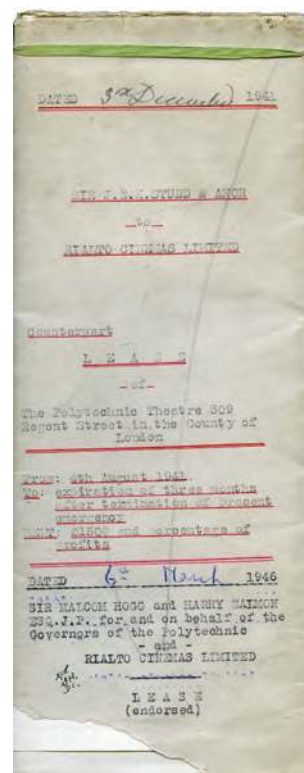 DATED 3rd December 1941
SIR J.E.K.STUDD & ANOR
-to-
RIALTO CINEMAS LIMITED
Counterpart
L E A S E
-of-
The Polytechnic Theatre 309
Regent Street in the County of
London
From: 4th August 1941
To: expiration of three months
after termination of present
emergency
RENT: £1500 and percentage of
profits
DATED 6th March 1946
SIR MALCOM HOGG and HARRY SALMON
ESQ.J.P. for and on behalf of the
Governors of the Polytechnic
- and -
RIALTO CINEMAS LIMITED
L E A S E
(endorsed)